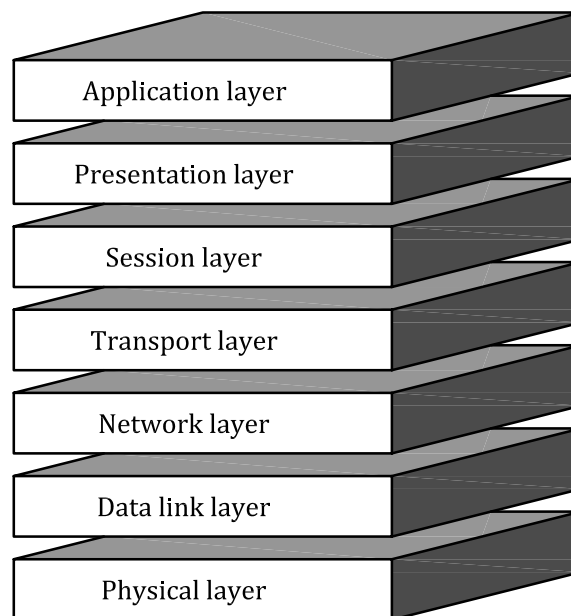 Application layer
Presentation layer
Session layer
Transport layer
Network layer
Data link layer
Physical layer